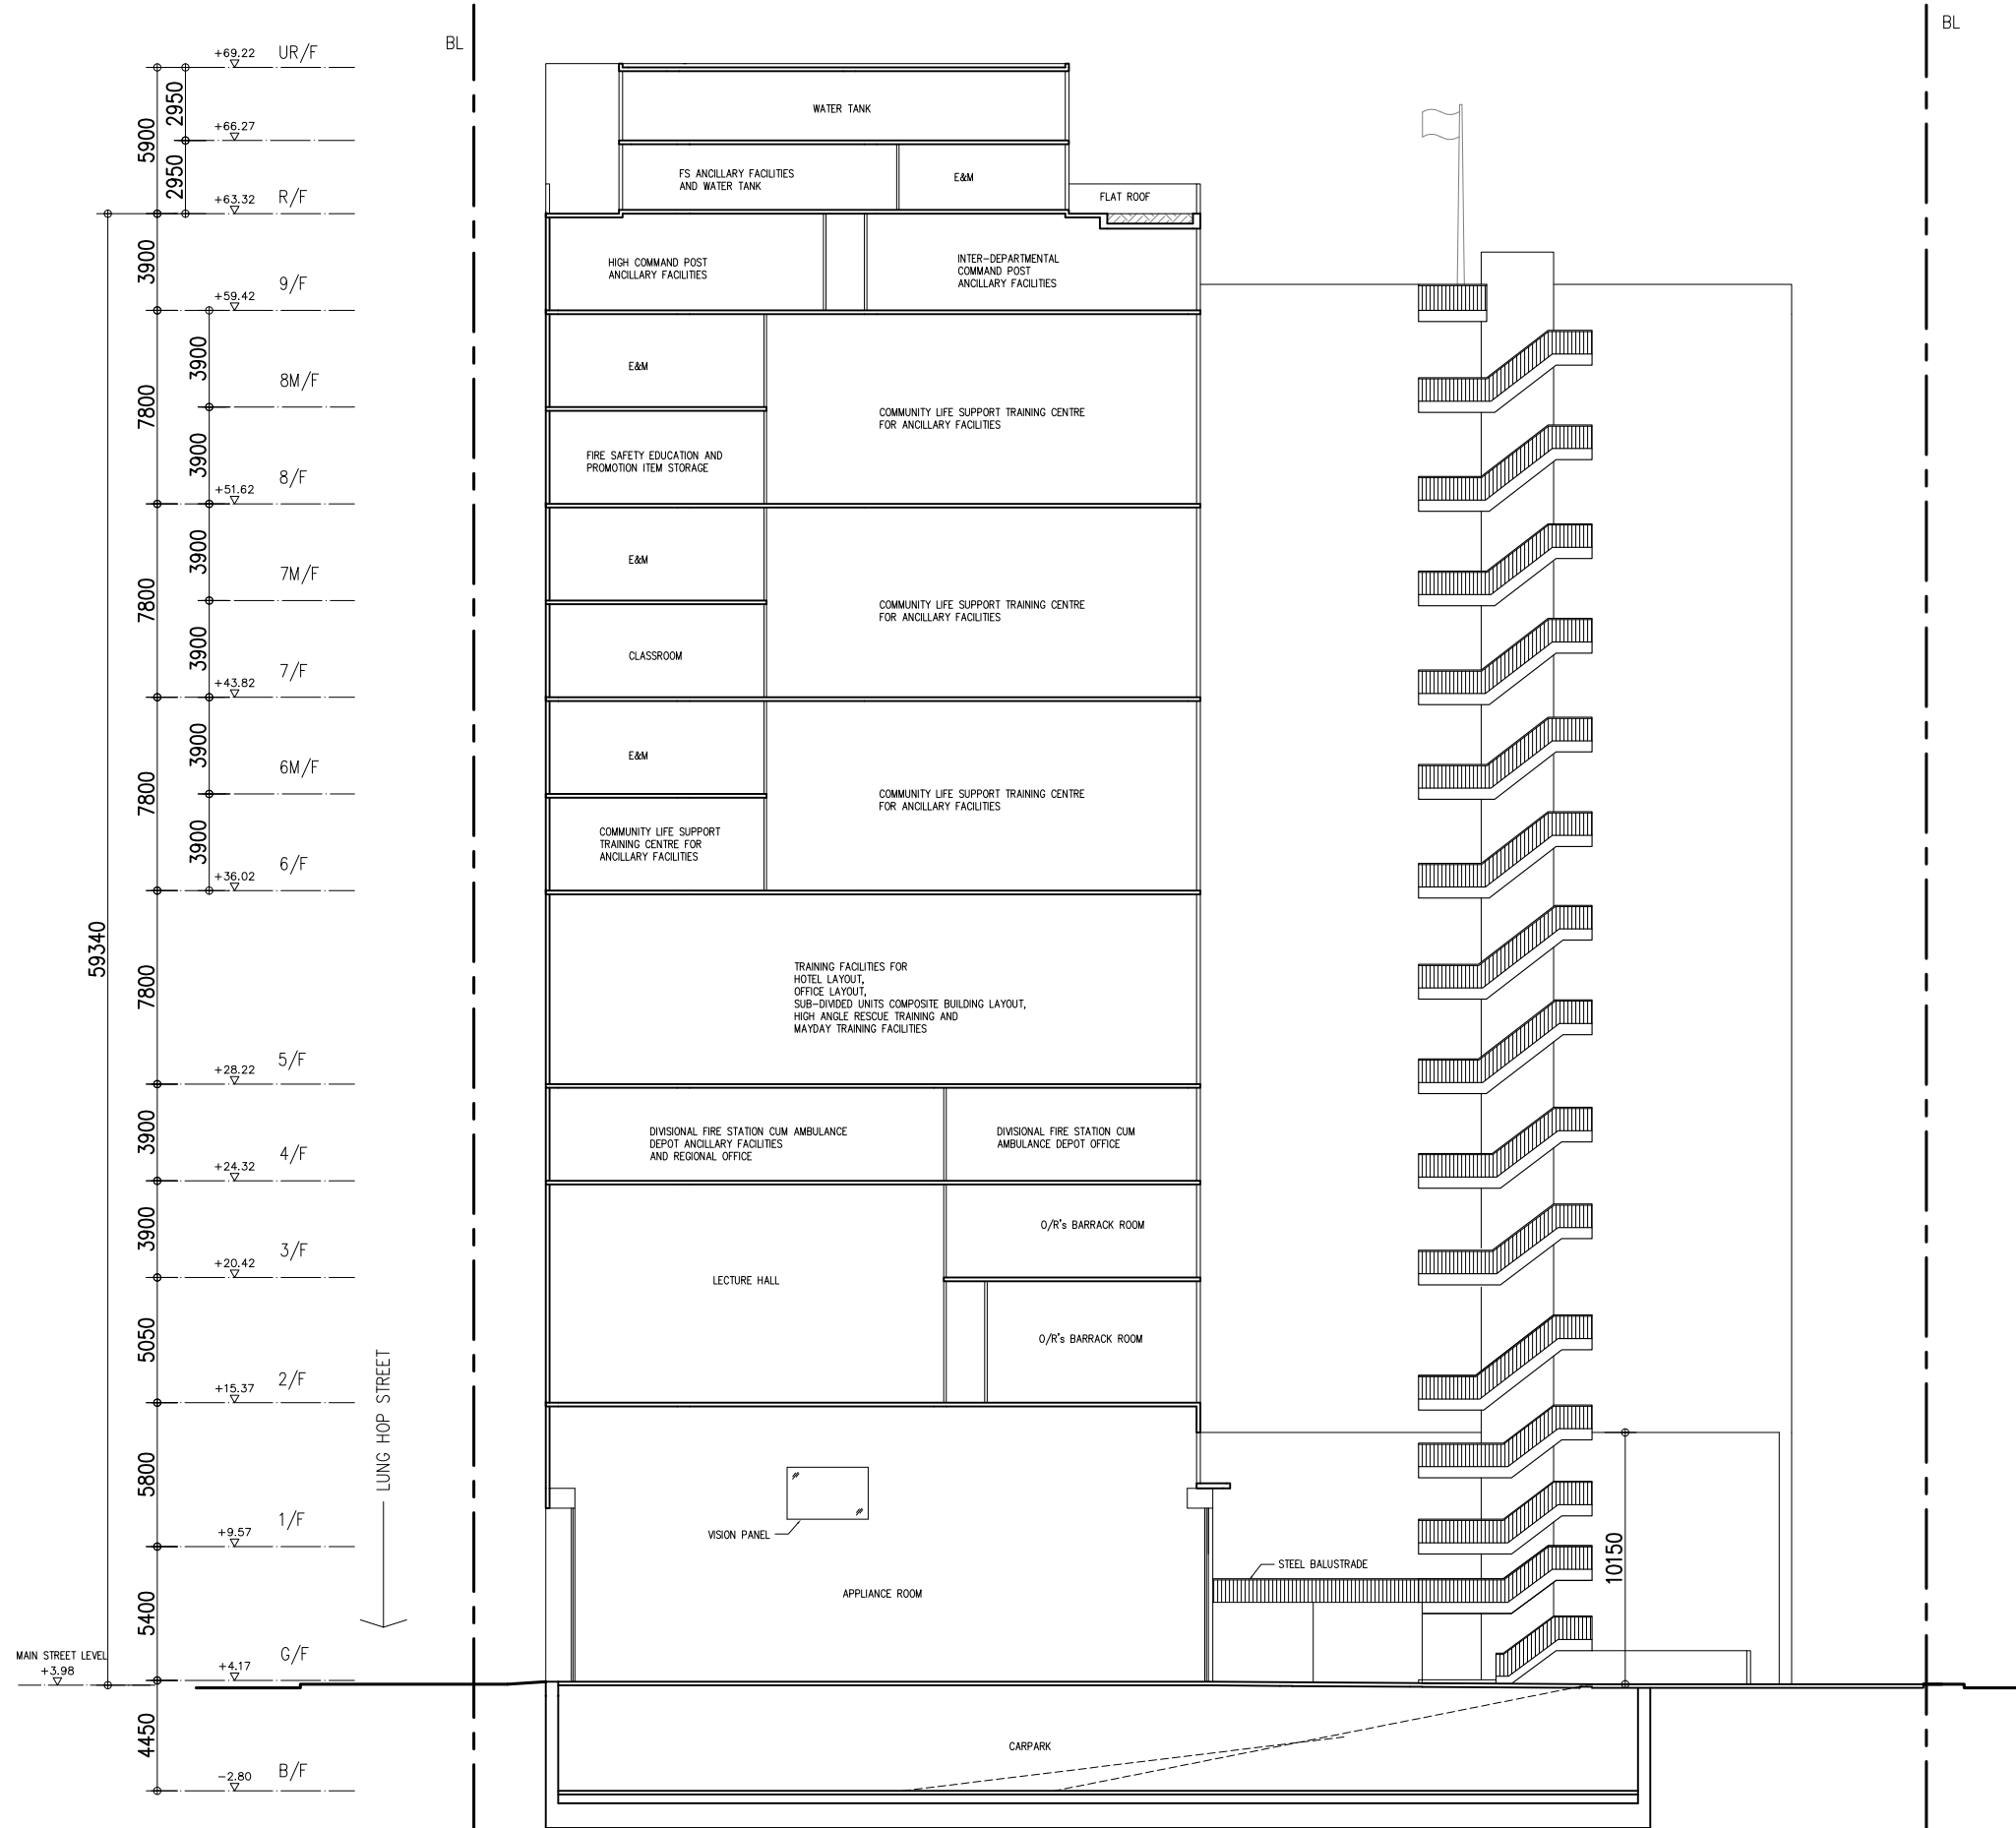 BL
BL
+69.22 UR/F
2950
5900
+66.27
2950
+63.32 R/F
3900
+59.42 9/F
3900
8M/F
7800
3900
+51.62 8/F
3900
7M/F
7800
3900
+43.82 7/F
3900
6M/F
7800
3900
+36.02 6/F
59340
7800
+28.22 5/F
3900
+24.32 4/F
3900
+20.42 3/F
5050
+15.37 2/F
5800
+9.57 1/F
5400
MAIN STREET LEVEL
+3.98
+4.17 G/F
4450
-2.80 B/F
LUNG HOP STREET
WATER TANK
FS ANCILLARY FACILITIES
AND WATER TANK
E&M
FLAT ROOF
HIGH COMMAND POST
ANCILLARY FACILITIES
INTER-DEPARTMENTAL
COMMAND POST
ANCILLARY FACILITIES
E&M
COMMUNITY LIFE SUPPORT TRAINING CENTRE
FOR ANCILLARY FACILITIES
FIRE SAFETY EDUCATION AND
PROMOTION ITEM STORAGE
E&M
COMMUNITY LIFE SUPPORT TRAINING CENTRE
FOR ANCILLARY FACILITIES
CLASSROOM
E&M
COMMUNITY LIFE SUPPORT TRAINING CENTRE
FOR ANCILLARY FACILITIES
COMMUNITY LIFE SUPPORT
TRAINING CENTRE FOR
ANCILLARY FACILITIES
TRAINING FACILITIES FOR
HOTEL LAYOUT,
OFFICE LAYOUT,
SUB-DIVIDED UNITS COMPOSITE BUILDING LAYOUT,
HIGH ANGLE RESCUE TRAINING AND
MAYDAY TRAINING FACILITIES
DIVISIONAL FIRE STATION CUM AMBULANCE
DEPOT ANCILLARY FACILITIES
AND REGIONAL OFFICE
DIVISIONAL FIRE STATION CUM
AMBULANCE DEPOT OFFICE
O/R's BARRACK ROOM
LECTURE HALL
O/R's BARRACK ROOM
VISION PANEL
STEEL BALUSTRADE
APPLIANCE ROOM
10150
CARPARK